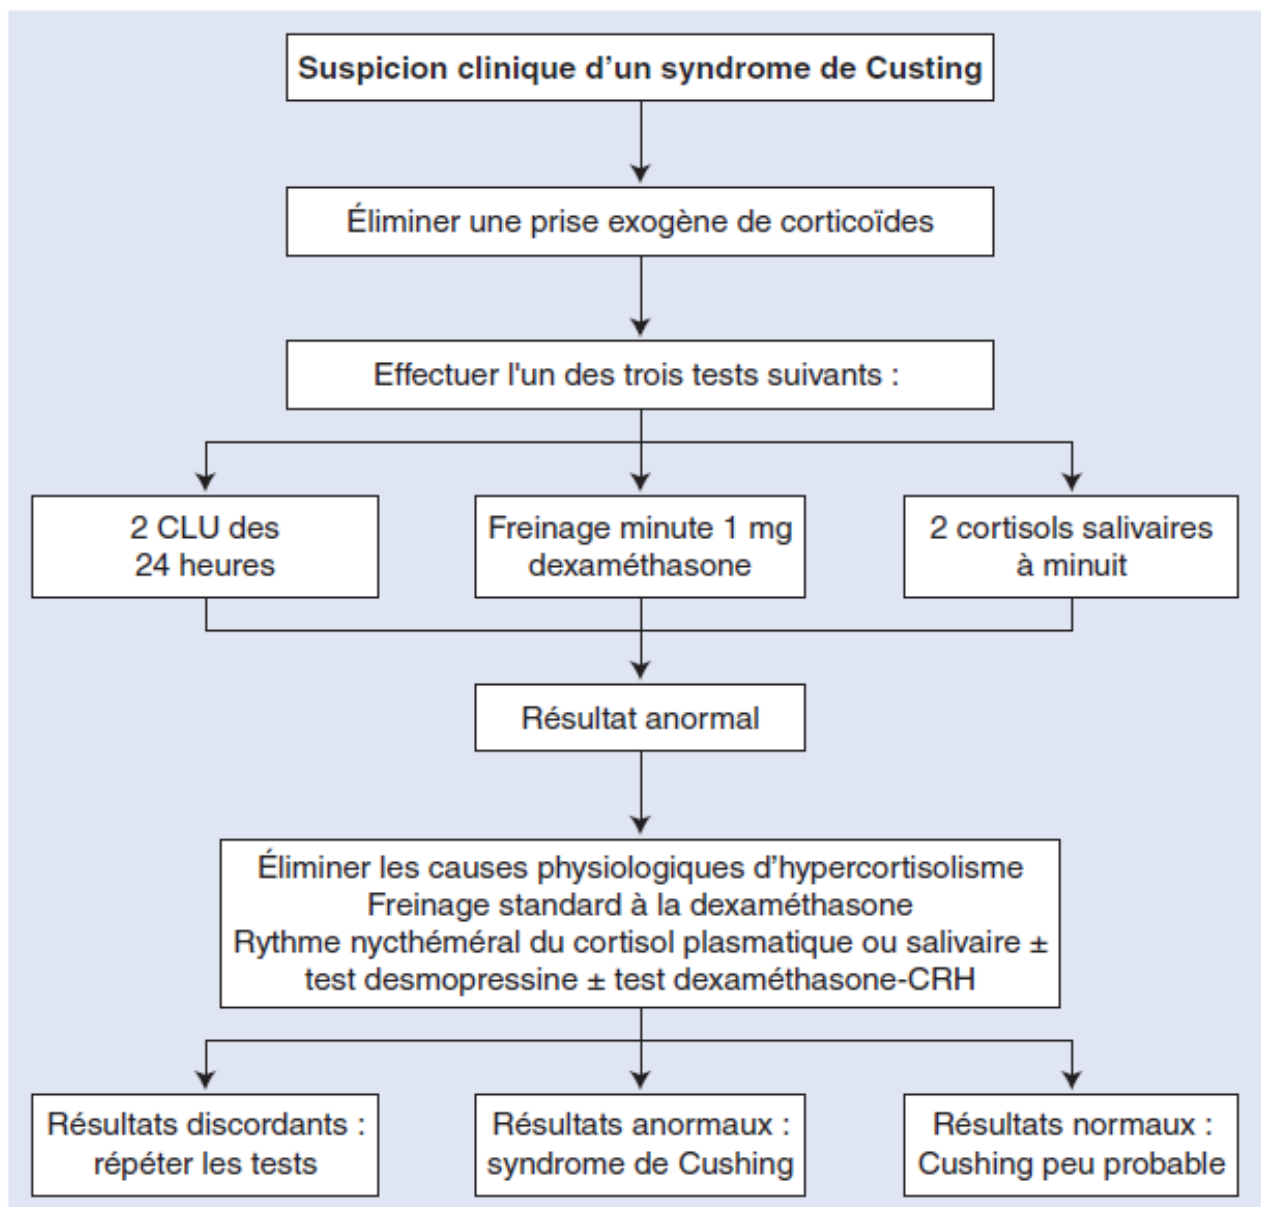 Suspicion clinique d’un syndrome de Custing
Éliminer une prise exogène de corticoïdes
Effectuer l'un des trois tests suivants :
2 CLU des
24 heures
Freinage minute 1 mg
dexaméthasone
2 cortisols salivaires
à minuit
Résultat anormal
Éliminer les causes physiologiques d’hypercortisolisme
Freinage standard à la dexaméthasone
Rythme nycthéméral du cortisol plasmatique ou salivaire ±
test desmopressine ± test dexaméthasone-CRH
Résultats discordants :
répéter les tests
Résultats anormaux :
syndrome de Cushing
Résultats normaux :
Cushing peu probable